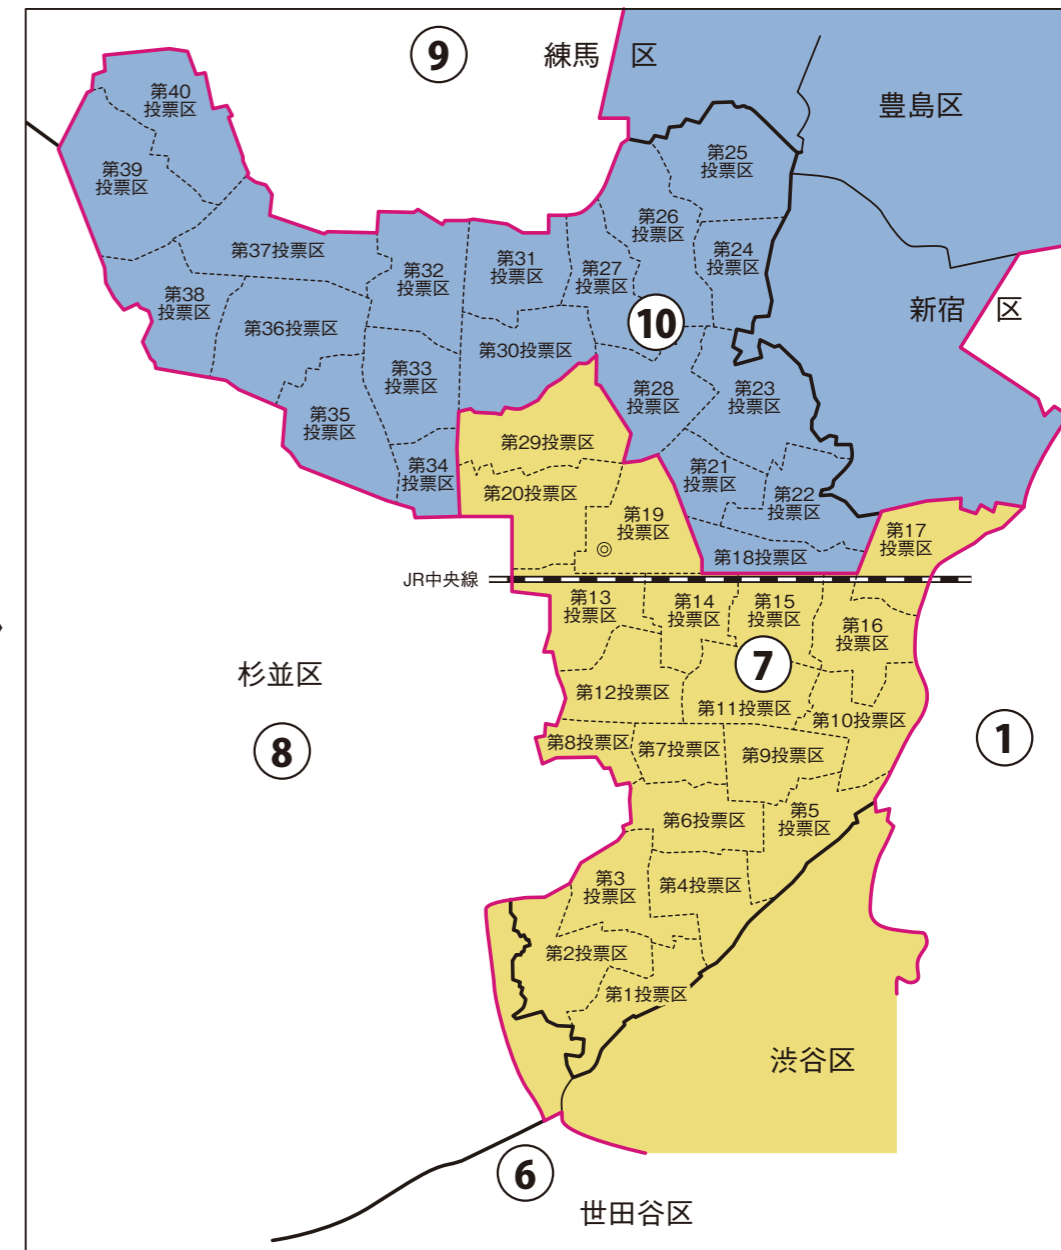 ⑨
練馬 区
豊島区
新宿 区
第40
投票区
第39
投票区
第25
投票区
第26
投票区
第24
投票区
第37投票区
第32
投票区
第31
投票区
第27
投票区
第38
投票区
第36投票区
⑩
第30投票区
第33
投票区
第28
投票区
第23
投票区
第35
投票区
第29投票区
第34
投票区
第20投票区
第21
投票区
第22
投票区
第19
投票区
◎
第17
投票区
第18投票区
JR中央線
第13
投票区
第14
投票区
第15
投票区
第16
投票区
⑦
杉並区
⑧
第12投票区
第11投票区
第10投票区
①
第8投票区
第7投票区
第9投票区
第6投票区
第5
投票区
第3
投票区
第4投票区
第2投票区
第1投票区
渋谷区
⑥
世田谷区